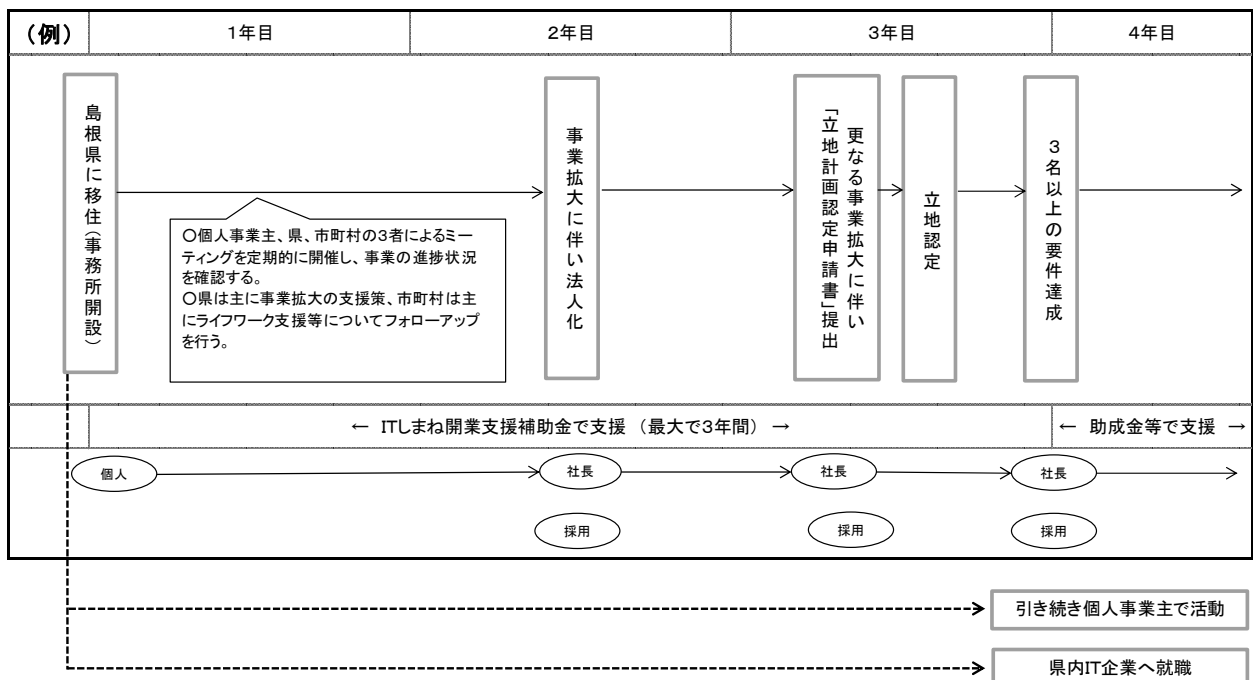 (例)
1年目
2年目
3年目
4年目
島根県に移住(事務所開設)
○個人事業主、県、市町村の3者によるミー
ティングを定期的に開催し、事業の進捗状況
を確認する。
○県は主に事業拡大の支援策、市町村は主
にライフワーク支援等についてフォローアップ
を行う。
事業拡大に伴い法人化
更なる事業拡大に伴い
「立地計画認定申請書」提出
立地認定
3名以上の要件達成
← ITしまね開業支援補助金で支援 (最大で3年間) →
← 助成金等で支援 →
個人
社長
社長
社長
採用
採用
採用
引き続き個人事業主で活動
県内IT企業へ就職